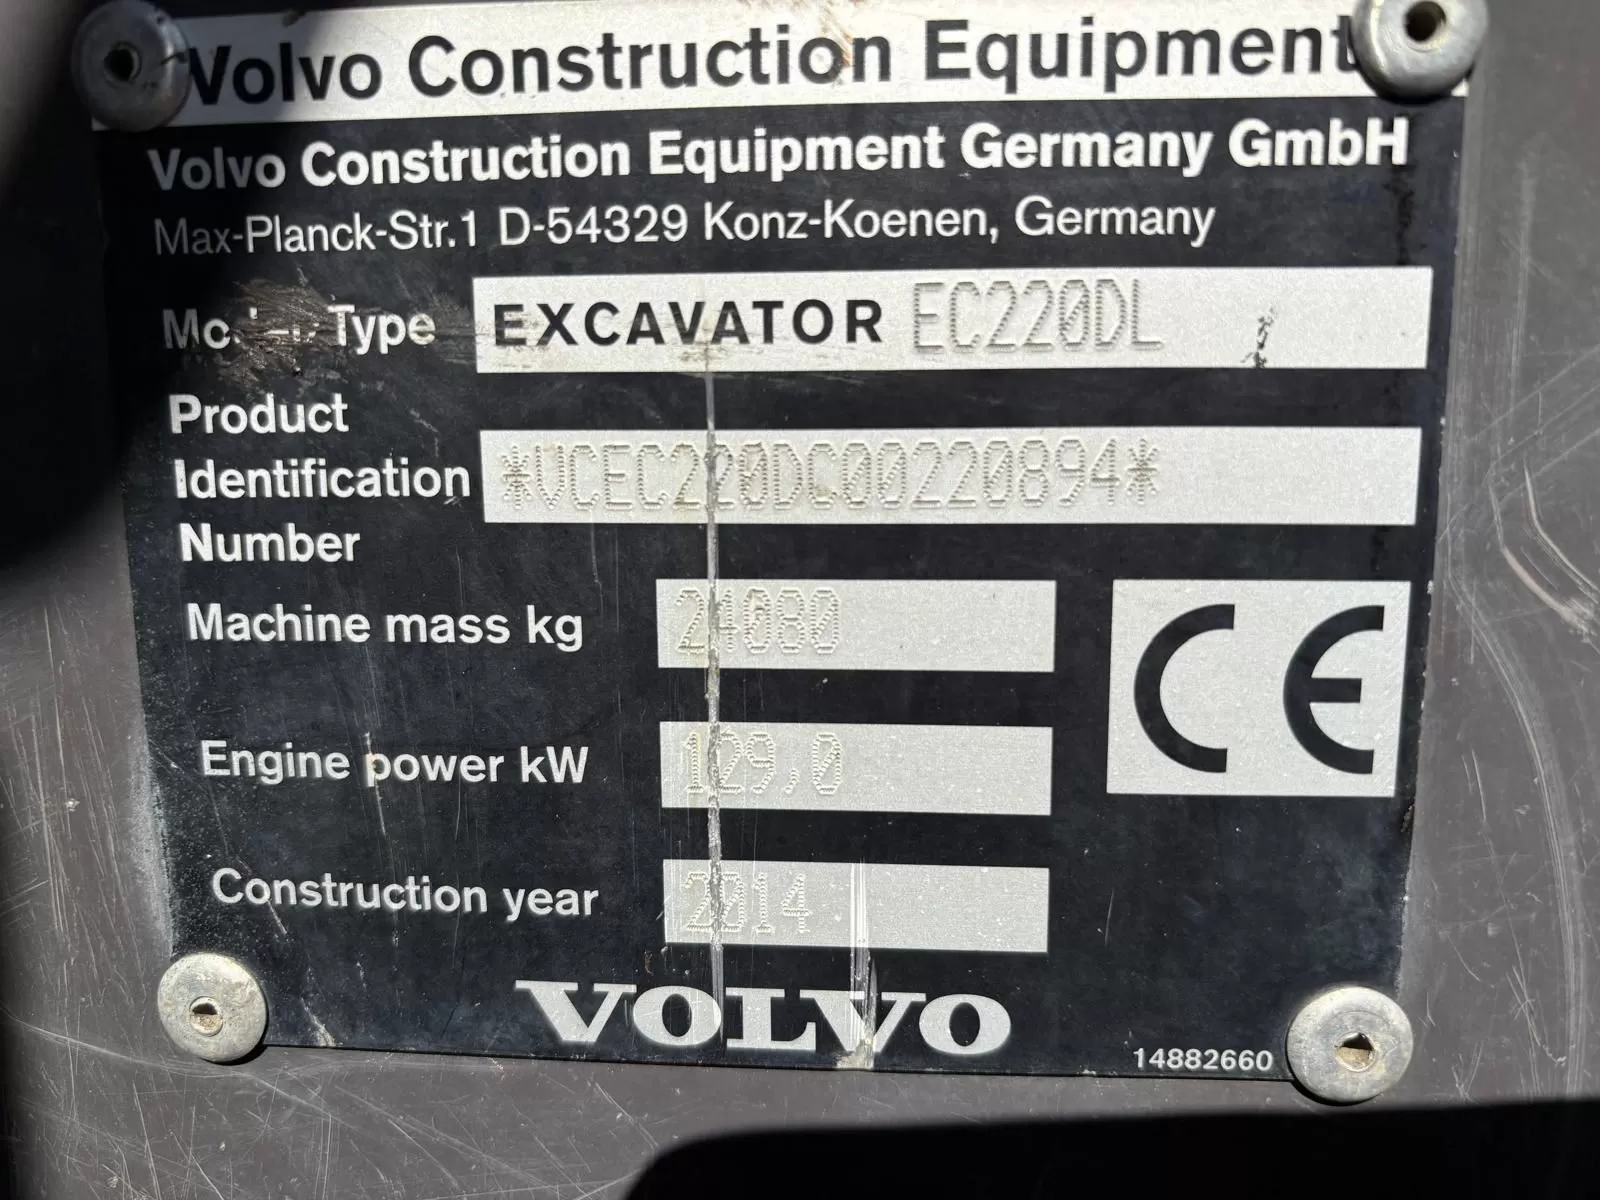 Volvo Construction Equipment
Volvo Construction Equipment Germany GmbH
Max-Planck-Str.1 D-54329 Konz-Koenen, Germany
Type EXCAVATOR EC220DL
Product
Identification *VCEC220DC00220894*
Number
Machine mass kg 24080
Engine power kW 129,0
Construction year 2014
CE
VOLVO
14882660